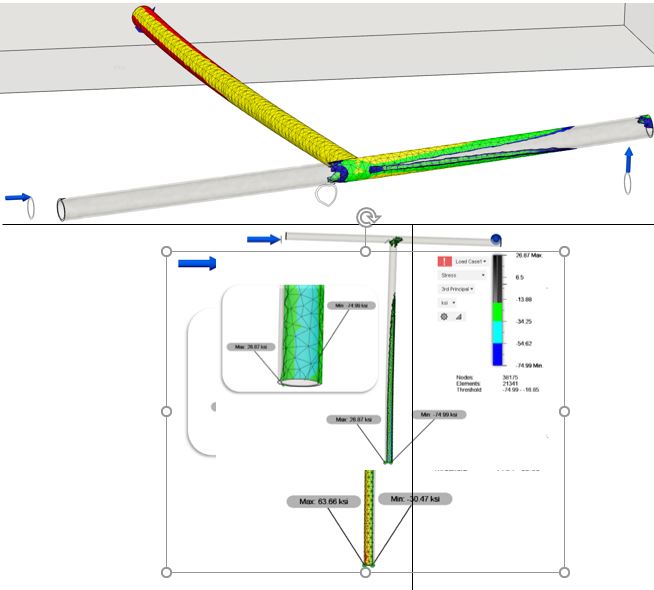 Load Case1
Stress
3rd Principal
ksi
26.87 Max.
6.5
-13.88
-34.25
-54.62
-74.99 Min.
Nodes: 38175
Elements: 21341
Threshold -74.99 - -16.85
Min: -74.99 ksi
Max: 26.87 ksi
Max: 26.87 ksi
Min: -74.99 ksi
Max: 63.66 ksi
Min: -30.47 ksi